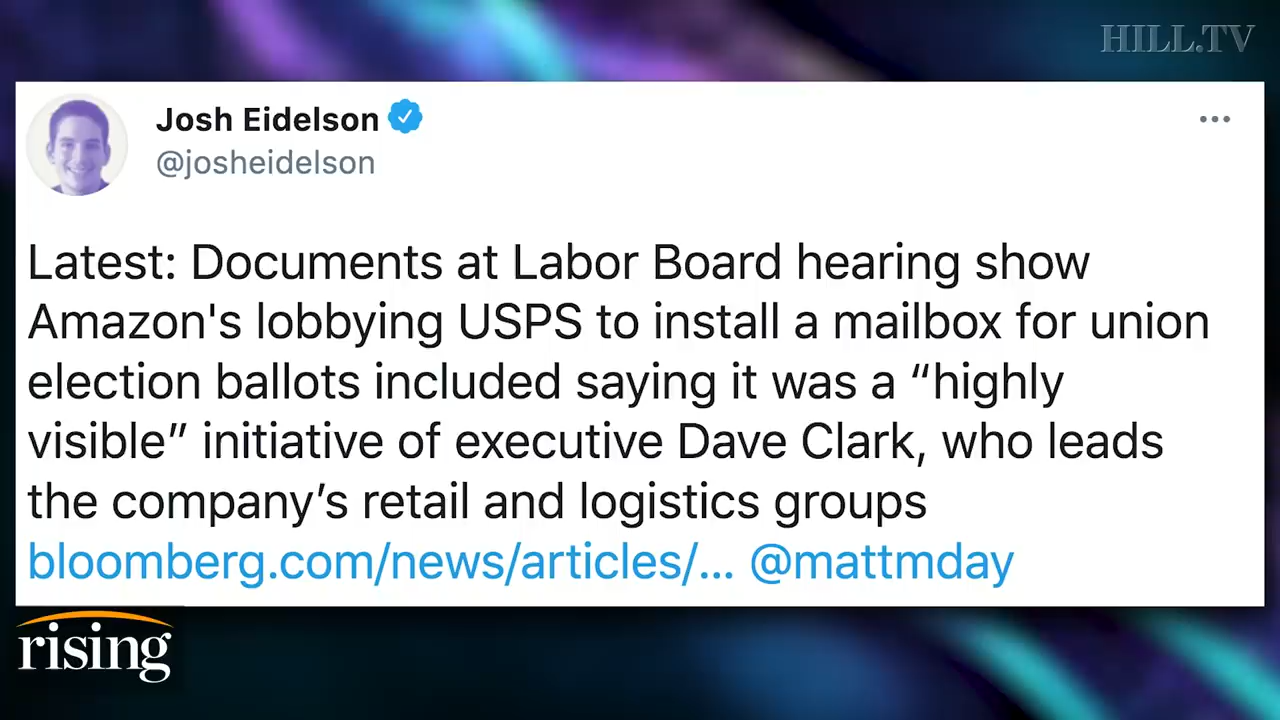 HILL.TV
Josh Eidelson
@josheidelson
Latest: Documents at Labor Board hearing show
Amazon's lobbying USPS to install a mailbox for union
election ballots included saying it was a “highly
visible” initiative of executive Dave Clark, who leads
the company’s retail and logistics groups
bloomberg.com/news/articles/... @mattmday
rising